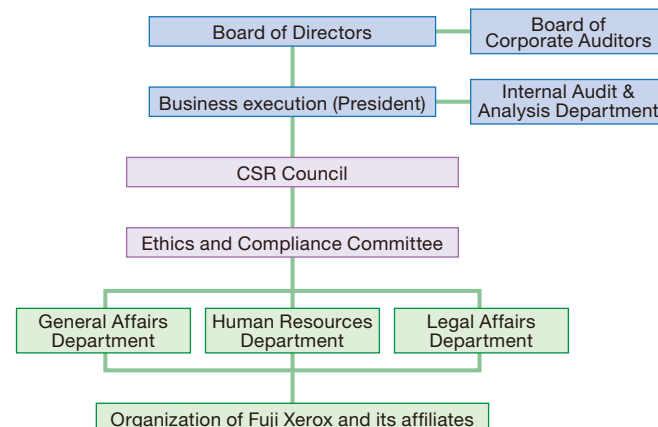 Board of Directors
Board of
Corporate Auditors
Business execution (President)
Internal Audit &
Analysis Department
CSR Council
Ethics and Compliance Committee
General Affairs
Department
Human Resources
Department
Legal Affairs
Department
Organization of Fuji Xerox and its affiliates